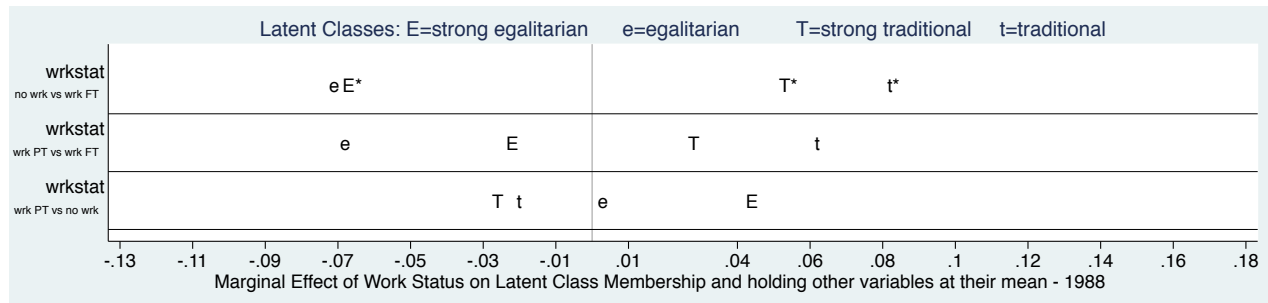 Latent Classes: E=strong egalitarian e=egalitarian T=strong traditional t=traditional
wrkstat
no wrk vs wrk FT
e E* T* t*
wrkstat
wrk PT vs wrk FT
e E T t
wrkstat
wrk PT vs no wrk
T t e E
-.13 -.11 -.09 -.07 -.05 -.03 -.01 .01 .04 .06 .08 .1 .12 .14 .16 .18
Marginal Effect of Work Status on Latent Class Membership and holding other variables at their mean - 1988